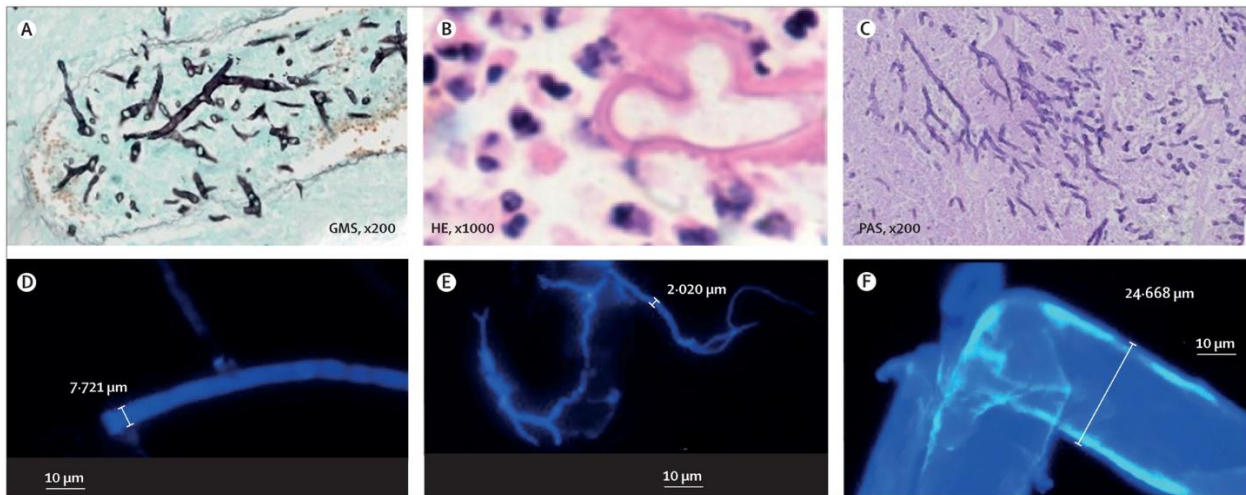 A
GMS, x200
B
HE, x1000
C
PAS, x200
D
7·721 µm
10 µm
E
2·020 µm
10 µm
F
24·668 µm
10 µm